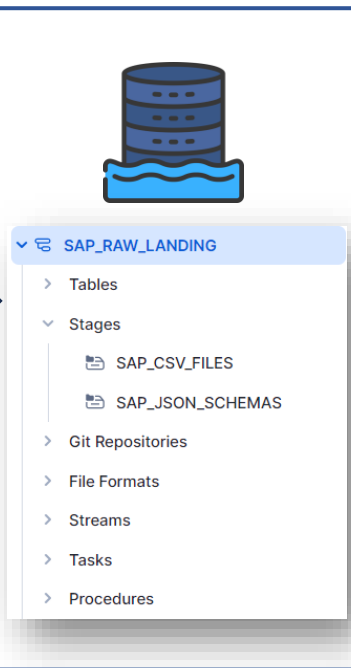 SAP_RAW_LANDING
Tables
Stages
SAP_CSV_FILES
SAP_JSON_SCHEMAS
Git Repositories
File Formats
Streams
Tasks
Procedures